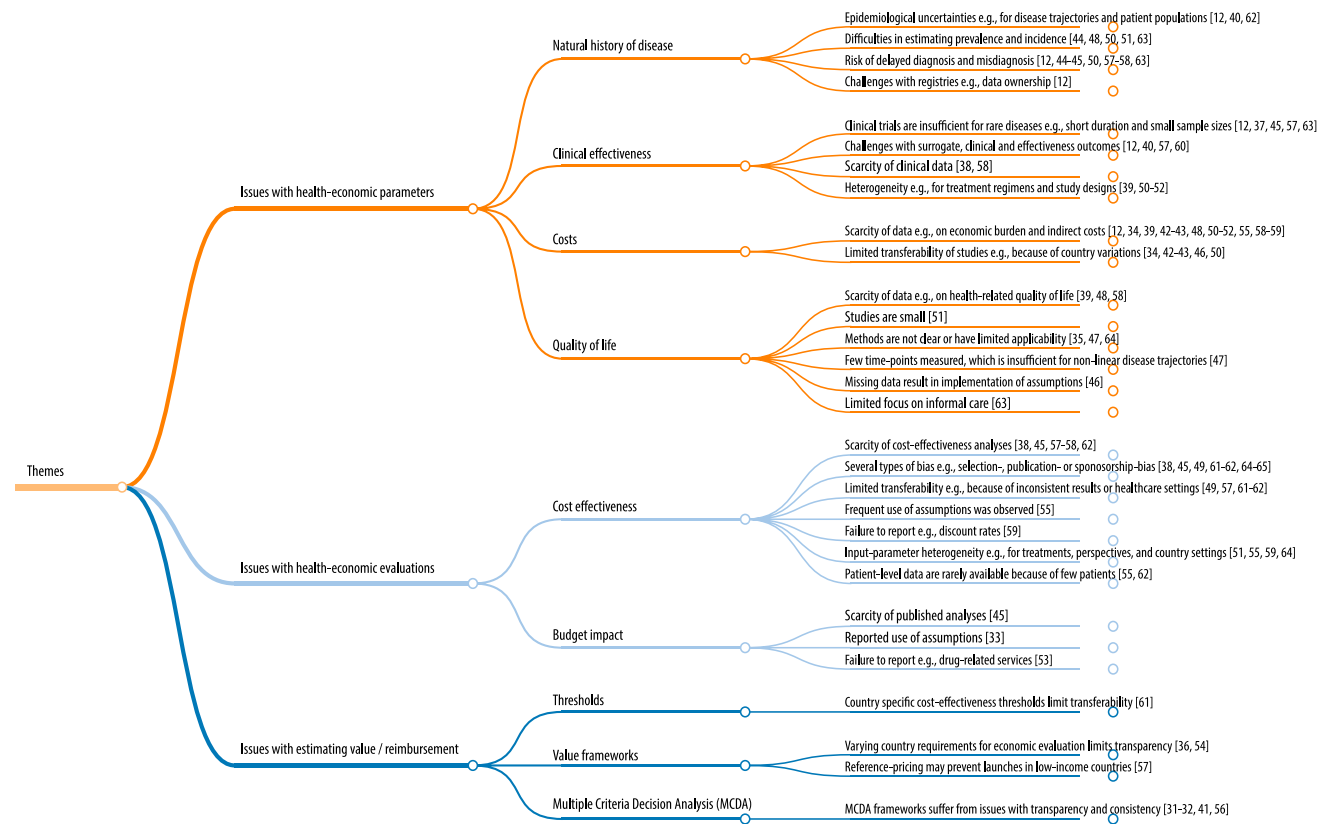 Themes
Issues with health-economic parameters
Natural history of disease
Epidemiological uncertainties e.g., for disease trajectories and patient populations [12, 40, 62]
Difficulties in estimating prevalence and incidence [44, 48, 50, 51, 63]
Risk of delayed diagnosis and misdiagnosis [12, 44-45, 50, 57-58, 63]
Challenges with registries e.g., data ownership [12]
Clinical effectiveness
Clinical trials are insufficient for rare diseases e.g., short duration and small sample sizes [12, 37, 45, 57, 63]
Challenges with surrogate, clinical and effectiveness outcomes [12, 40, 57, 60]
Scarcity of clinical data [38, 58]
Heterogeneity e.g., for treatment regimens and study designs [39, 50-52]
Costs
Scarcity of data e.g., on economic burden and indirect costs [12, 34, 39, 42-43, 48, 50-52, 55, 58-59]
Limited transferability of studies e.g., because of country variations [34, 42-43, 46, 50]
Quality of life
Scarcity of data e.g., on health-related quality of life [39, 48, 58]
Studies are small [51]
Methods are not clear or have limited applicability [35, 47, 64]
Few time-points measured, which is insufficient for non-linear disease trajectories [47]
Missing data result in implementation of assumptions [46]
Limited focus on informal care [63]
Issues with health-economic evaluations
Cost effectiveness
Scarcity of cost-effectiveness analyses [38, 45, 57-58, 62]
Several types of bias e.g., selection-, publication- or sponosorship-bias [38, 45, 49, 61-62, 64-65]
Limited transferability e.g., because of inconsistent results or healthcare settings [49, 57, 61-62]
Frequent use of assumptions was observed [55]
Failure to report e.g., discount rates [59]
Input-parameter heterogeneity e.g., for treatments, perspectives, and country settings [51, 55, 59, 64]
Patient-level data are rarely available because of few patients [55, 62]
Budget impact
Scarcity of published analyses [45]
Reported use of assumptions [33]
Failure to report e.g., drug-related services [53]
Issues with estimating value / reimbursement
Thresholds
Country specific cost-effectiveness thresholds limit transferability [61]
Value frameworks
Varying country requirements for economic evaluation limits transparency [36, 54]
Reference-pricing may prevent launches in low-income countries [57]
Multiple Criteria Decision Analysis (MCDA)
MCDA frameworks suffer from issues with transparency and consistency [31-32, 41, 56]